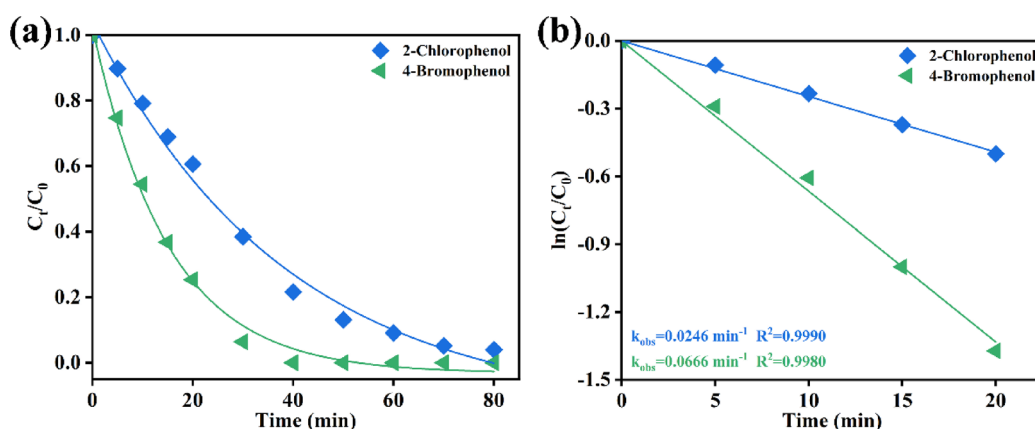 (a)
1.0
0.8
0.6
0.4
0.2
0.0
Cₜ/C₀
2-Chlorophenol
4-Bromophenol
0
20
40
60
80
Time (min)
(b)
0.0
-0.3
-0.6
-0.9
-1.2
-1.5
ln(Cₜ/C₀)
2-Chlorophenol
4-Bromophenol
kobs=0.0246 min⁻¹ R²=0.9990
kobs=0.0666 min⁻¹ R²=0.9980
0
5
10
15
20
Time (min)